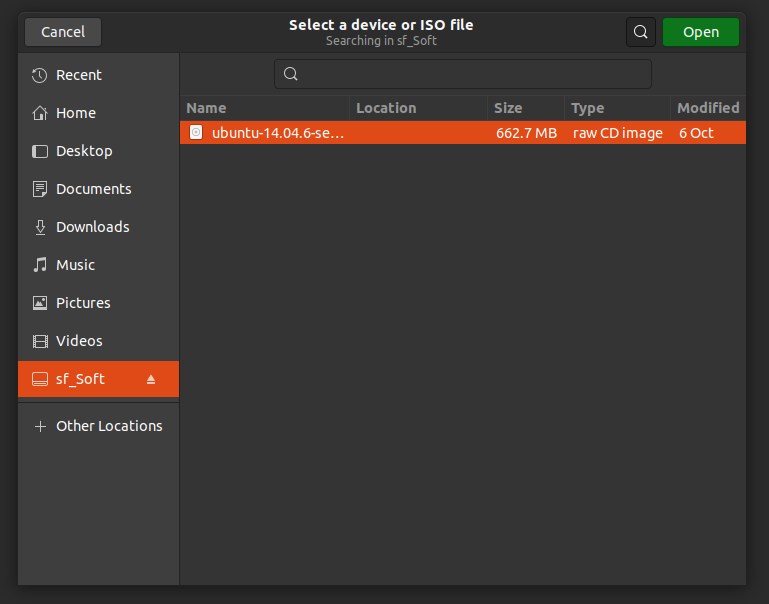 Cancel
Select a device or ISO file
Searching in sf_Soft
Open
Recent
Home
Desktop
Documents
Downloads
Music
Pictures
Videos
sf_Soft
Other Locations
Name Location Size Type Modified
ubuntu-14.04.6-se... 662.7 MB raw CD image 6 Oct